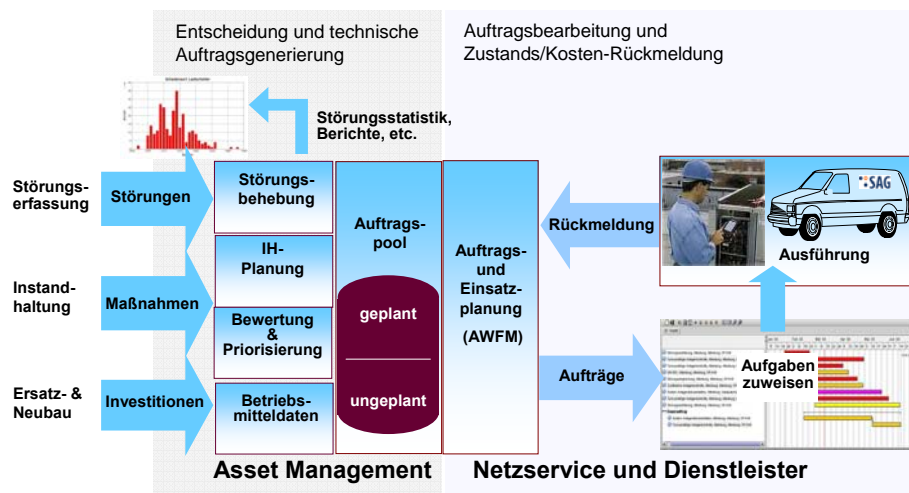 Entscheidung und technische
Auftragsgenerierung
Auftragsbearbeitung und
Zustands/Kosten-Rückmeldung
Störungsstatistik,
Berichte, etc.
Störungs-
erfassung
Störungen
Störungs-
behebung
Instand-
haltung
Maßnahmen
IH-
Planung
Bewertung
&
Priorisierung
Ersatz- &
Neubau
Investitionen
Betriebs-
mitteldaten
Auftrags-
pool
geplant
ungeplant
Auftrags-
und
Einsatz-
planung
(AWFM)
Rückmeldung
Aufträge
SAG
Ausführung
Aufgaben
zuweisen
Asset Management
Netzservice und Dienstleister